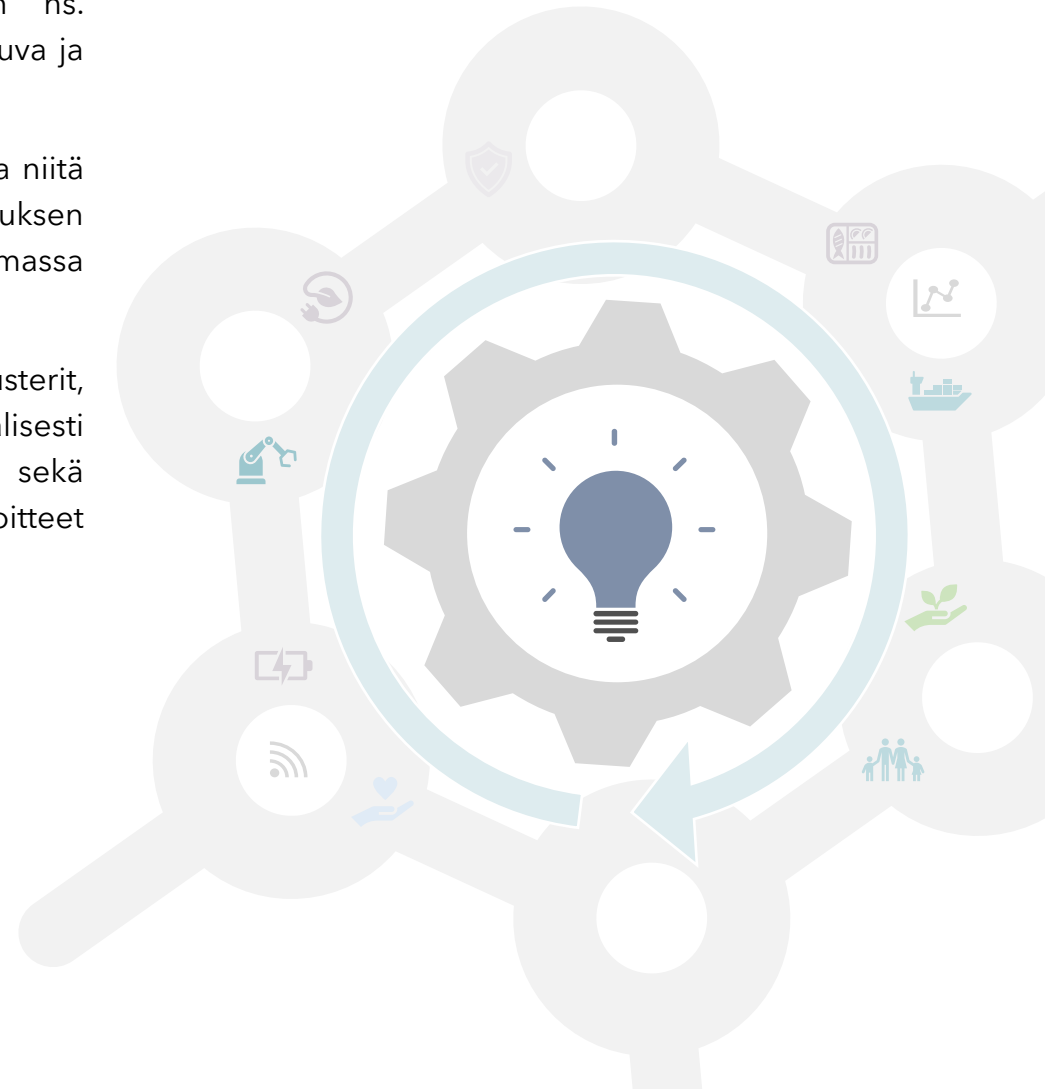 ns.
uva ja
a niitä
uksen
massa
usterit,
alisesti
sekä
oitteet